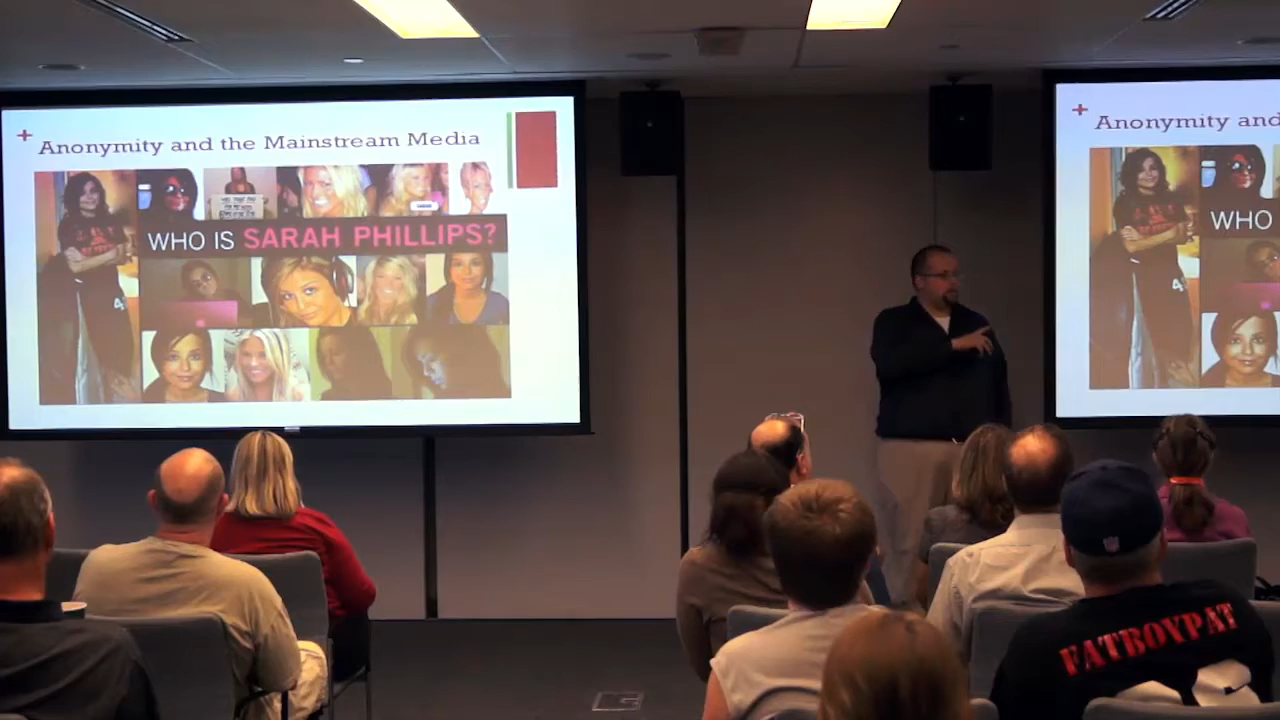 + Anonymity and the Mainstream Media
WHO IS SARAH PHILLIPS?
+ Anonymity and
WHO
FATBOYPAT